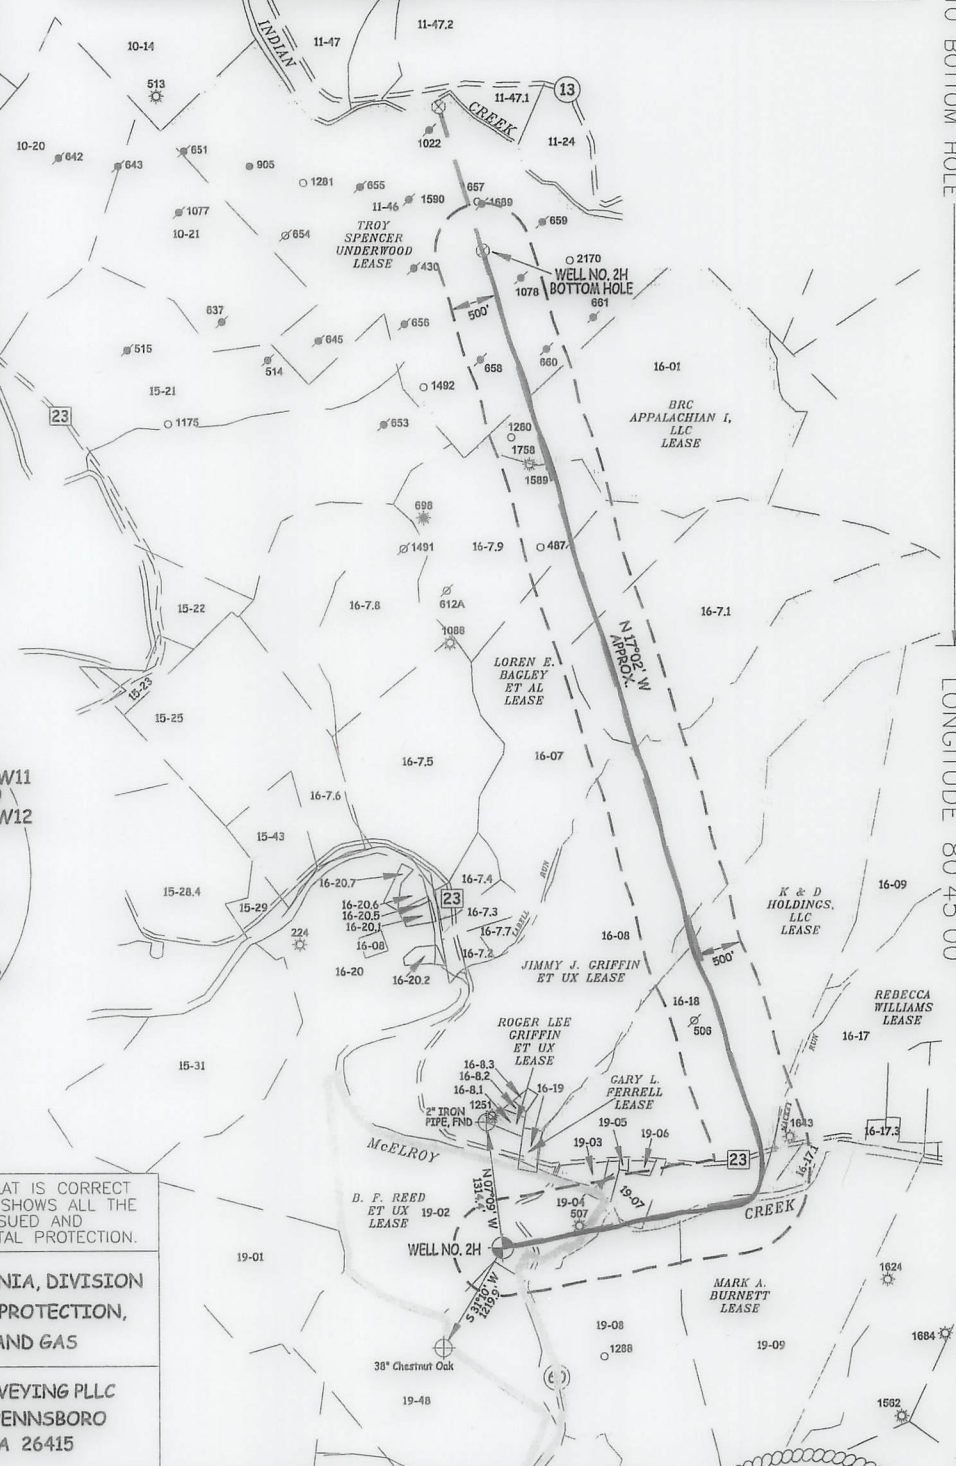 11-47.2
INDIAN
11-47
10-14
513
13
11-47.1
CREEK
10-20
642
643
651
905
1022
11-24
1281
655
657
1077
11-46
1590
1589
659
10-21
654
TROY
SPENCER
UNDERWOOD
LEASE
430
2170
WELL NO. 2H
BOTTOM HOLE
1078
661
500'
637
656
645
515
514
658
660
16-01
15-21
1492
23
1175
653
BRC
APPALACHIAN I,
LLC
LEASE
1280
1758
1589
698
1491
16-7.9
487
612A
15-22
16-7.8
1088
16-7.1
N 17°02' W
APPROX.
LOREN E.
BAGLEY
ET AL
LEASE
15-23
15-25
16-7.5
16-07
16-7.6
W11
W12
15-43
15-28.4
15-29
224
16-20.7
16-20.6
16-20.5
16-20.1
16-08
16-20
16-20.2
23
16-7.4
16-7.3
16-7.7
16-7.2
RUN
16-08
K & D
HOLDINGS,
LLC
LEASE
16-09
500'
JIMMY J. GRIFFIN
ET UX LEASE
16-18
506
REBECCA
WILLIAMS
LEASE
16-17
RUN
15-31
ROGER LEE
GRIFFIN
ET UX
LEASE
16-8.3
16-8.2
16-8.1
16-19
1251
2" IRON
PIPE, FND
GARY L.
FERRELL
LEASE
19-05
19-03
19-06
23
1643
16-17.3
16-17.1
McELROY
CREEK
N 07°09' W
1314.4'
B. F. REED
ET UX
LEASE
19-02
19-04
507
19-07
WELL NO. 2H
19-01
S 31°10' W
1219.9'
38" Chestnut Oak
MARK A.
BURNETT
LEASE
1624
19-08
1288
19-09
1684
60
19-48
1562
LAT IS CORRECT
SHOWS ALL THE
SUED AND
TAL PROTECTION.
NIA, DIVISION
PROTECTION,
AND GAS
VEYING PLLC
PENNSBORO
A 26415
TO BOTTOM HOLE
LONGITUDE 80 45 00